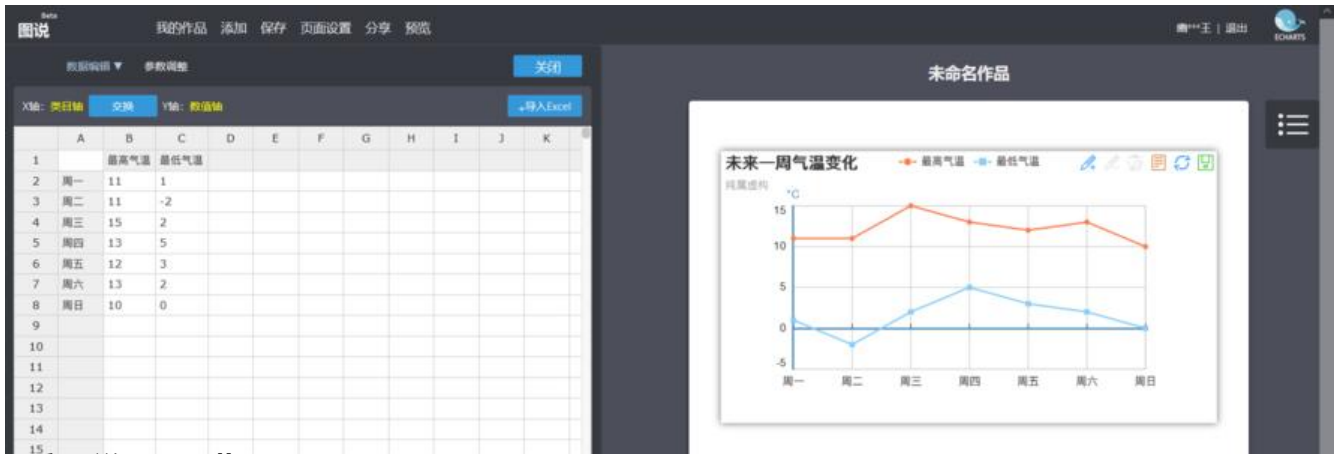 Beta
图说 我的作品 添加 保存 页面设置 分享 预览 | 退出
ECHARTS
数据编辑 ▼ 参数调整 关闭
未命名作品
X轴: 类目轴 交换 Y轴: 数值轴 +导入Excel
A B C D E F G H I J K
1 最高气温 最低气温
2 周一 11 1
3 周二 11 -2
4 周三 15 2
5 周四 13 5
6 周五 12 3
7 周六 13 2
8 周日 10 0
9
10
11
12
13
14
15
未来一周气温变化 最高气温 最低气温
纯属虚构
°C
15
10
5
0
-5
周一 周二 周三 周四 周五 周六 周日